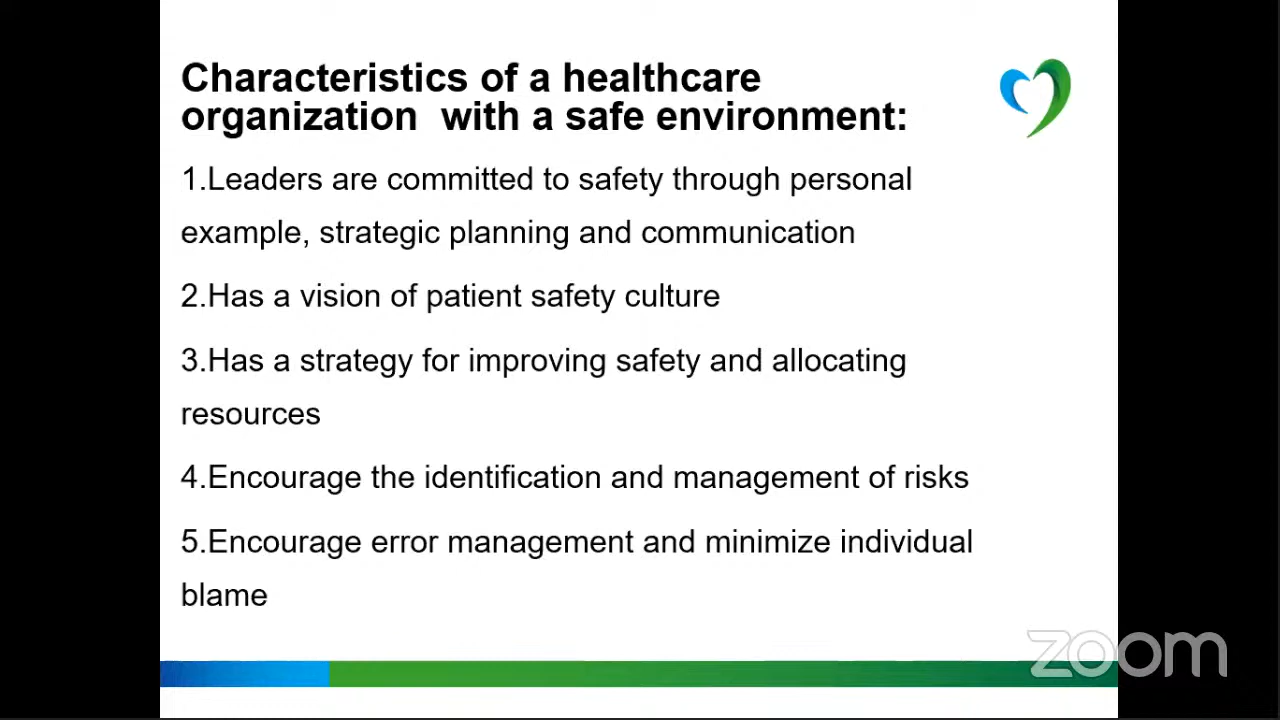 Characteristics of a healthcare
organization  with a safe environment:
1.Leaders are committed to safety through personal
example, strategic planning and communication
2.Has a vision of patient safety culture
3.Has a strategy for improving safety and allocating
resources
4.Encourage the identification and management of risks
5.Encourage error management and minimize individual
blame
zoom